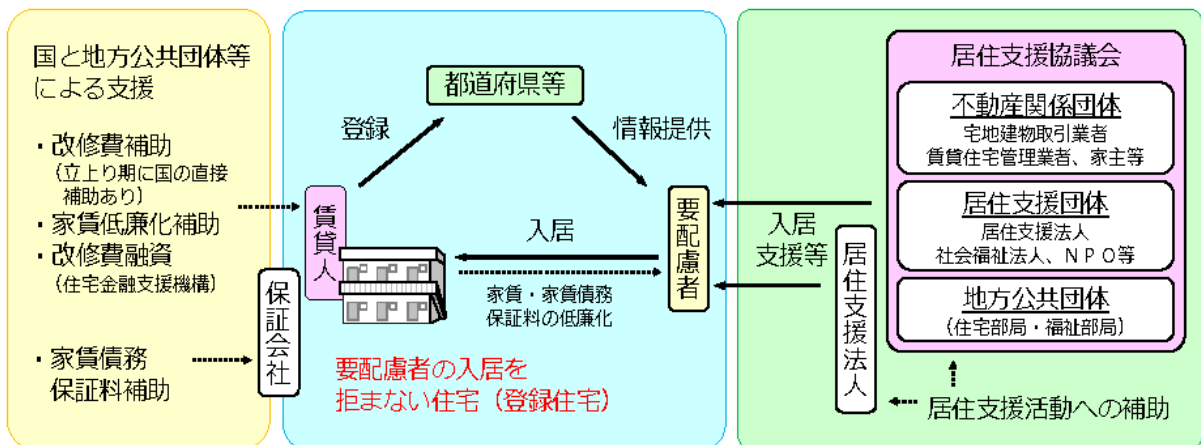 国と地方公共団体等
による支援
・改修費補助
(立上り期に国の直接
補助あり)
・家賃低廉化補助
・改修費融資
(住宅金融支援機構)
・家賃債務
保証料補助
保証会社
都道府県等
登録
情報提供
賃貸人
入居
要配慮者
家賃・家賃債務
保証料の低廉化
要配慮者の入居を
拒まない住宅(登録住宅)
入居
支援等
居住支援法人
居住支援協議会
不動産関係団体
宅地建物取引業者
賃貸住宅管理業者、家主等
居住支援団体
居住支援法人
社会福祉法人、NPO等
地方公共団体
(住宅部局・福祉部局)
居住支援活動への補助